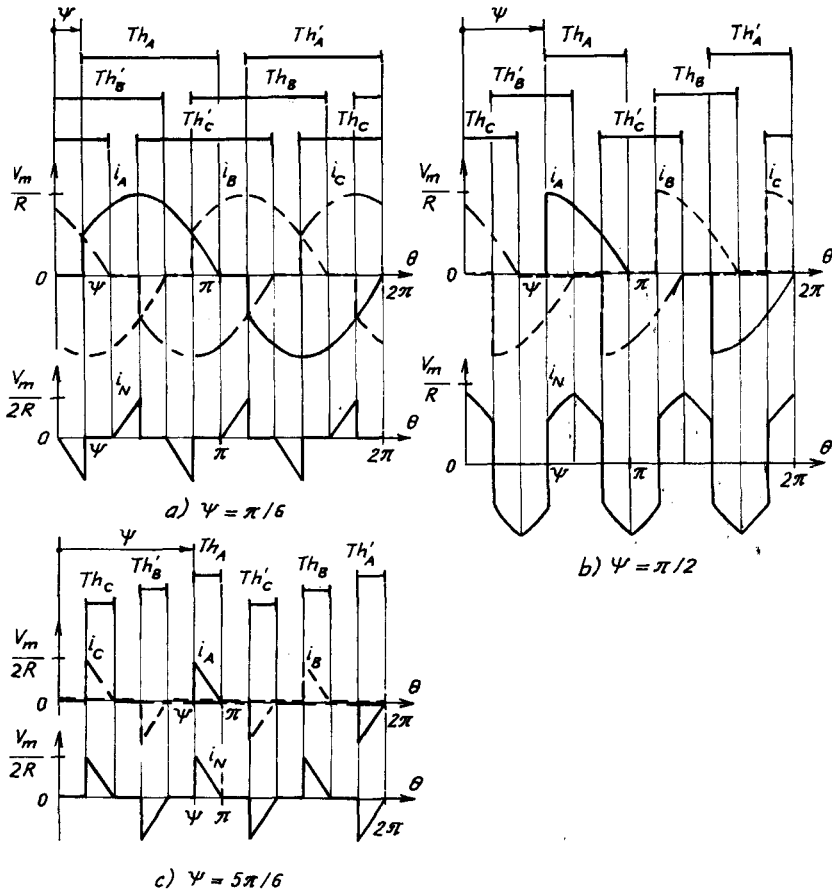 ψ
Th_A
Th'_A
Th'_B
Th_B
Th'_C
Th_C
V_m/R
i_A
i_B
i_C
0
ψ
π
2π
θ
V_m/2R
i_N
0
ψ
π
2π
θ
a) ψ = π/6
ψ
Th_A
Th'_A
Th'_B
Th_B
Th_C
Th'_C
V_m/R
i_A
i_B
i_C
0
ψ
π
2π
θ
V_m/R
i_N
0
ψ
π
2π
θ
b) ψ = π/2
ψ
Th_A
Th'_A
Th_C
Th'_B
Th'_C
Th_B
V_m/2R
i_C
i_A
i_B
0
ψ
π
2π
θ
V_m/2R
i_N
0
ψ
π
2π
θ
c) ψ = 5π/6